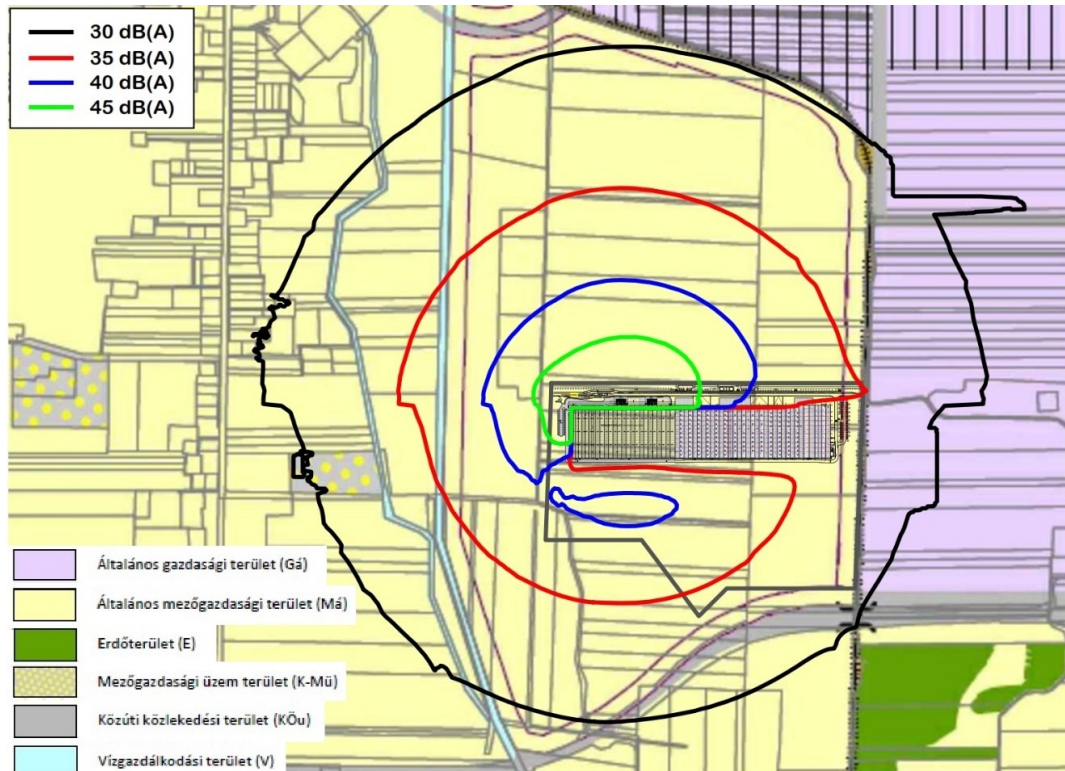 30 dB(A)
35 dB(A)
40 dB(A)
45 dB(A)
Általános gazdasági terület (Gá)
Általános mezőgazdasági terület (Má)
Erdőterület (E)
Mezőgazdasági üzem terület (K-Mü)
Közúti közlekedési terület (KÖu)
Vízgazdálkodási terület (V)